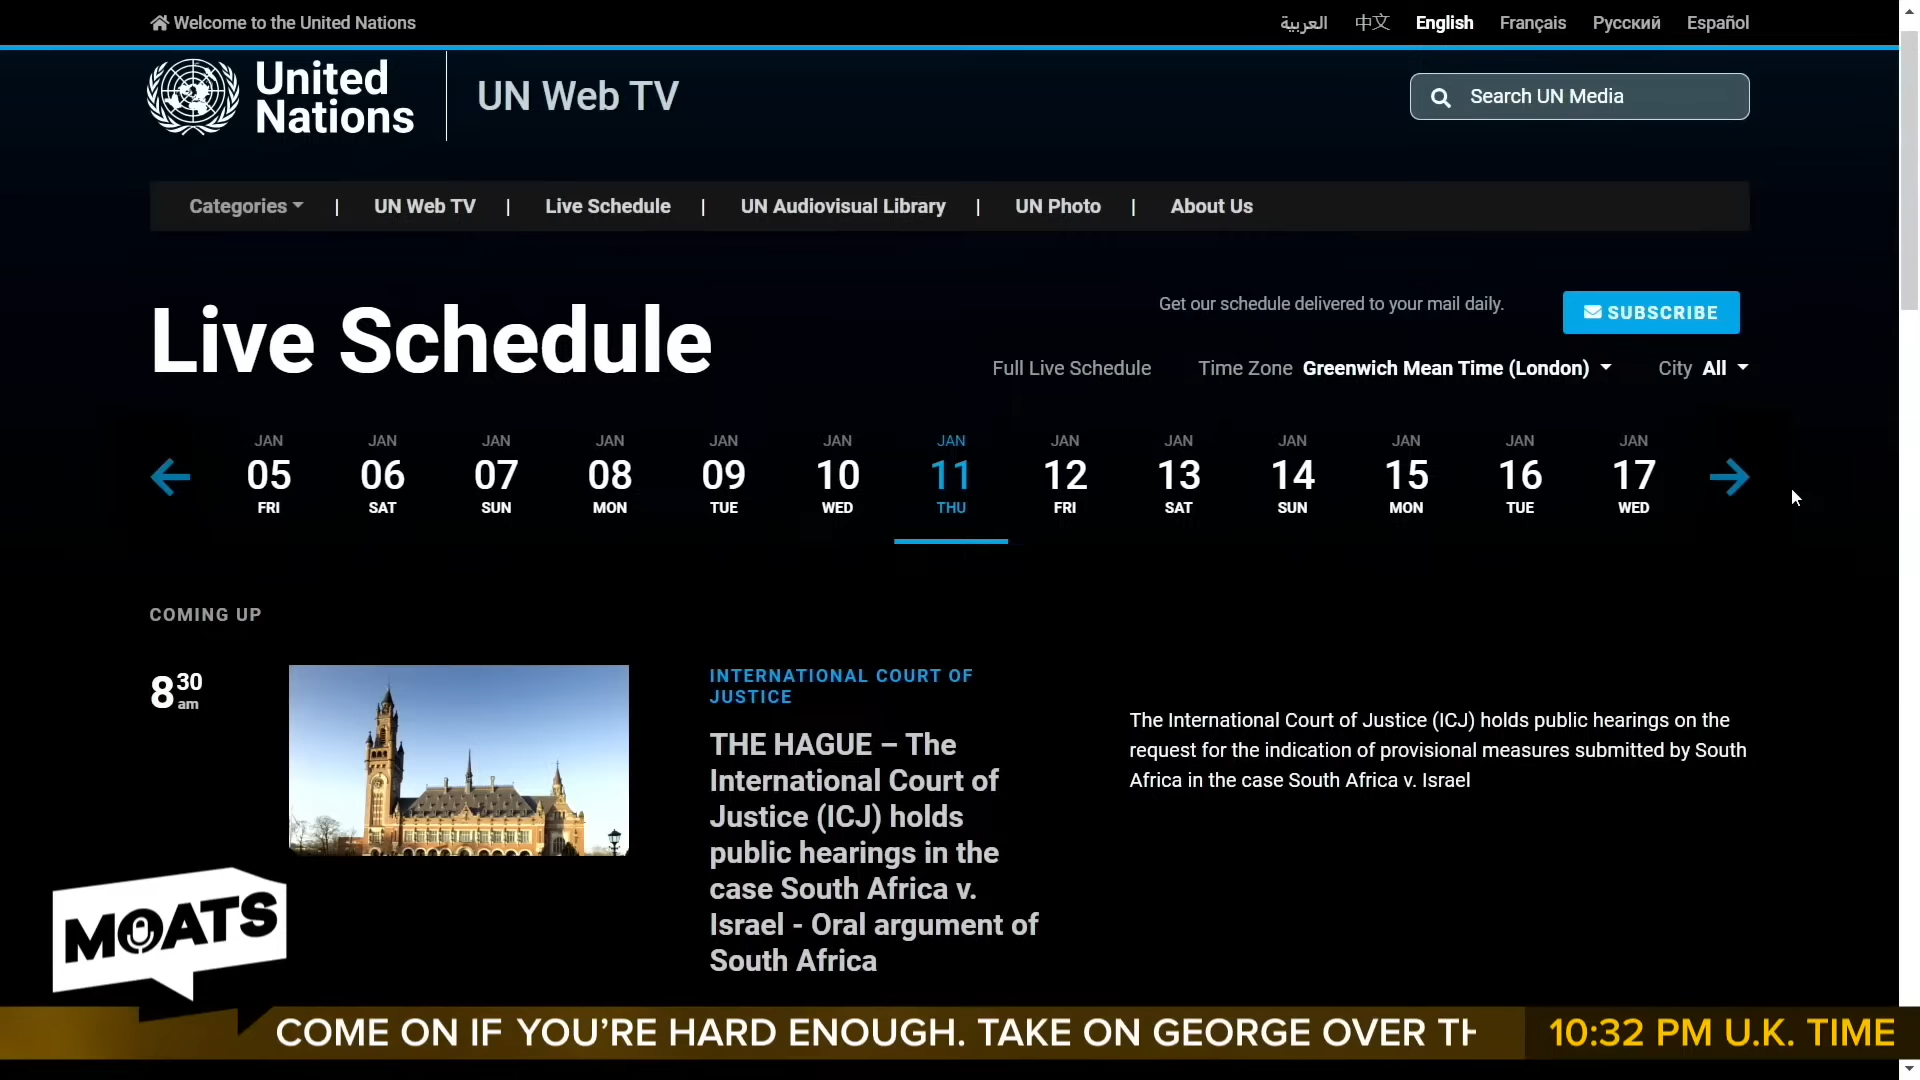 Welcome to the United Nations
العربية 中文 English Français Русский Español
United
Nations
UN Web TV
Search UN Media
Categories | UN Web TV | Live Schedule | UN Audiovisual Library | UN Photo | About Us
Live Schedule
Get our schedule delivered to your mail daily.
SUBSCRIBE
Full Live Schedule Time Zone Greenwich Mean Time (London) City All
JAN JAN JAN JAN JAN JAN JAN JAN JAN JAN JAN JAN JAN
05 06 07 08 09 10 11 12 13 14 15 16 17
FRI SAT SUN MON TUE WED THU FRI SAT SUN MON TUE WED
COMING UP
8 30 am
INTERNATIONAL COURT OF
JUSTICE
THE HAGUE – The
International Court of
Justice (ICJ) holds
public hearings in the
case South Africa v.
Israel - Oral argument of
South Africa
The International Court of Justice (ICJ) holds public hearings on the
request for the indication of provisional measures submitted by South
Africa in the case South Africa v. Israel
MOATS
COME ON IF YOU’RE HARD ENOUGH. TAKE ON GEORGE OVER TH
10:32 PM U.K. TIME